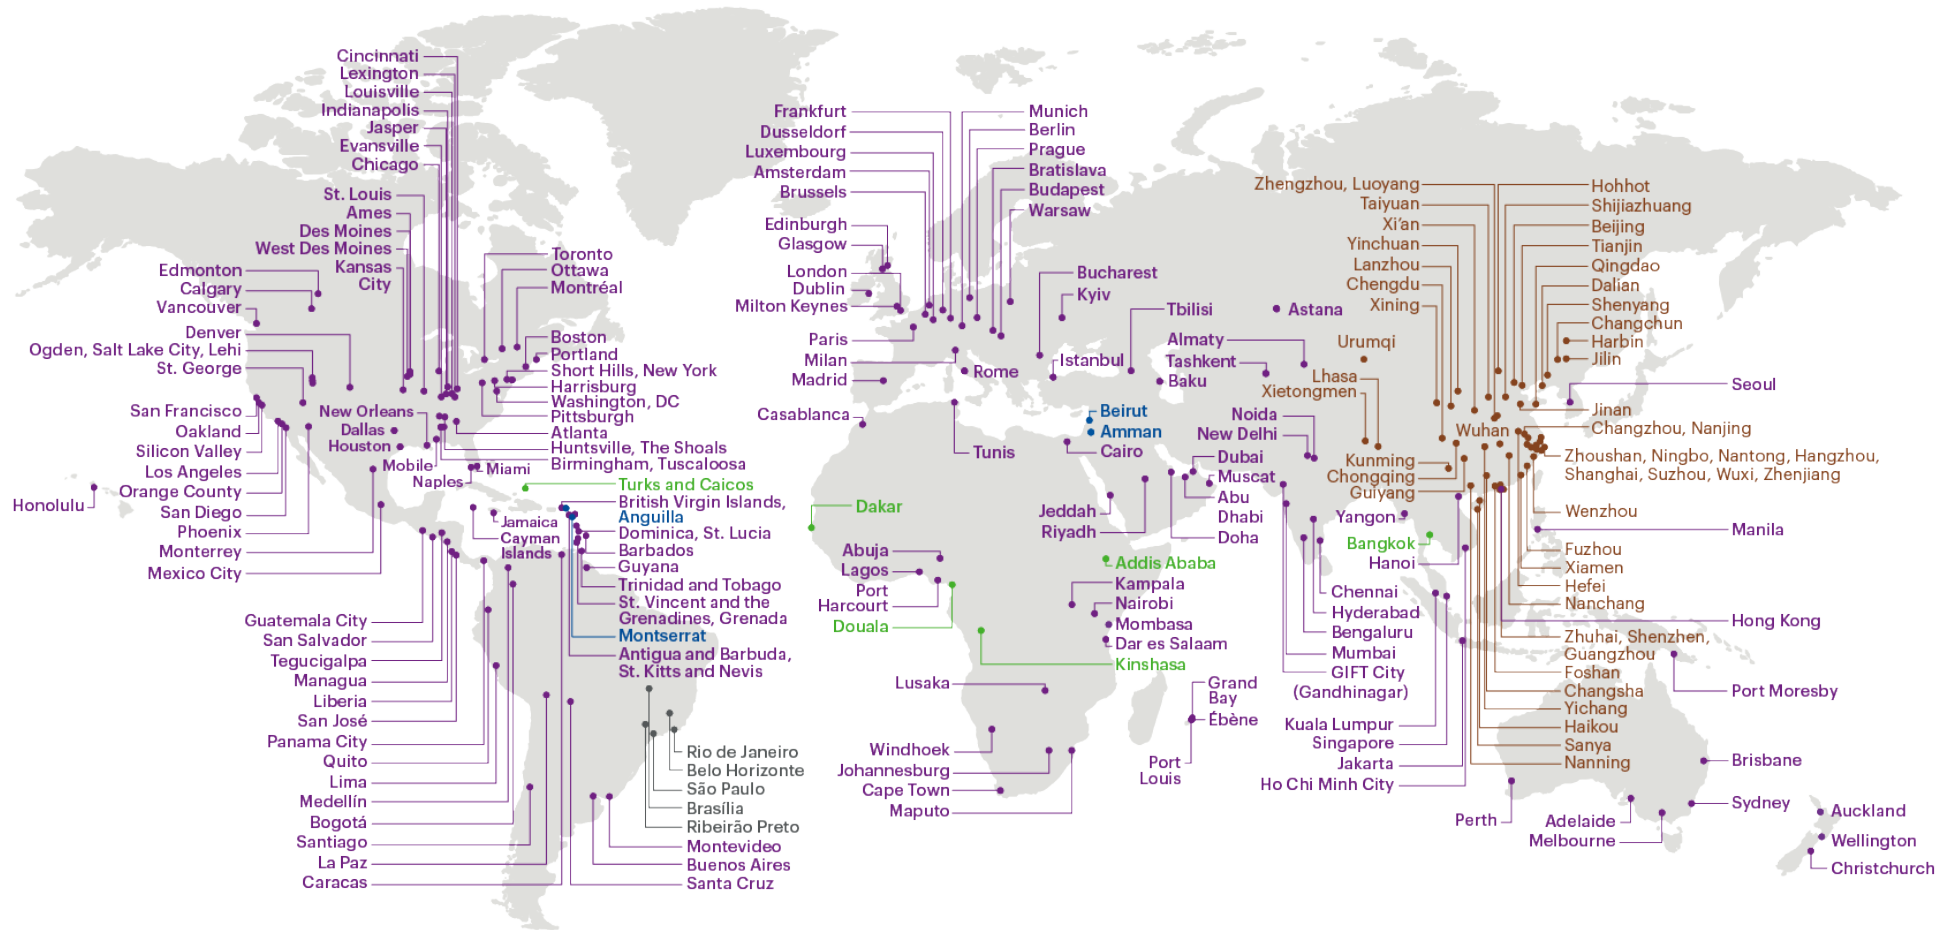 Cincinnati
Lexington
Louisville
Indianapolis
Jasper
Evansville
Chicago
St. Louis
Ames
Des Moines
West Des Moines
Kansas
City
Edmonton
Calgary
Vancouver
Denver
Ogden, Salt Lake City, Lehi
St. George
San Francisco
Oakland
Silicon Valley
Los Angeles
Orange County
San Diego
Phoenix
Monterrey
Mexico City
Honolulu
New Orleans
Dallas
Houston
Mobile
Naples
Miami
Toronto
Ottawa
Montréal
Boston
Portland
Short Hills, New York
Harrisburg
Washington, DC
Pittsburgh
Atlanta
Huntsville, The Shoals
Birmingham, Tuscaloosa
Turks and Caicos
British Virgin Islands,
Anguilla
Jamaica
Cayman
Islands
Dominica, St. Lucia
Barbados
Guyana
Trinidad and Tobago
St. Vincent and the
Grenadines, Grenada
Montserrat
Antigua and Barbuda,
St. Kitts and Nevis
Guatemala City
San Salvador
Tegucigalpa
Managua
Liberia
San José
Panama City
Quito
Lima
Medellín
Bogotá
Santiago
La Paz
Caracas
Rio de Janeiro
Belo Horizonte
São Paulo
Brasília
Ribeirão Preto
Montevideo
Buenos Aires
Santa Cruz
Frankfurt
Dusseldorf
Luxembourg
Amsterdam
Brussels
Edinburgh
Glasgow
London
Dublin
Milton Keynes
Paris
Milan
Madrid
Casablanca
Munich
Berlin
Prague
Bratislava
Budapest
Warsaw
Bucharest
Kyiv
Tbilisi
Istanbul
Rome
Tunis
Astana
Almaty
Tashkent
Baku
Beirut
Amman
Cairo
Dubai
Muscat
Abu
Dhabi
Doha
Jeddah
Riyadh
Dakar
Abuja
Lagos
Port
Harcourt
Douala
Addis Ababa
Kampala
Nairobi
Mombasa
Dar es Salaam
Kinshasa
Lusaka
Windhoek
Johannesburg
Cape Town
Maputo
Grand
Bay
Ébène
Port
Louis
Noida
New Delhi
Chennai
Hyderabad
Bengaluru
Mumbai
GIFT City
(Gandhinagar)
Kuala Lumpur
Singapore
Jakarta
Ho Chi Minh City
Yangon
Bangkok
Hanoi
Zhengzhou, Luoyang
Taiyuan
Xi’an
Yinchuan
Lanzhou
Chengdu
Xining
Urumqi
Lhasa
Xietongmen
Wuhan
Kunming
Chongqing
Guiyang
Hohhot
Shijiazhuang
Beijing
Tianjin
Qingdao
Dalian
Shenyang
Changchun
Harbin
Jilin
Seoul
Jinan
Changzhou, Nanjing
Zhoushan, Ningbo, Nantong, Hangzhou,
Shanghai, Suzhou, Wuxi, Zhenjiang
Wenzhou
Manila
Fuzhou
Xiamen
Hefei
Nanchang
Hong Kong
Zhuhai, Shenzhen,
Guangzhou
Foshan
Changsha
Yichang
Haikou
Sanya
Nanning
Port Moresby
Perth
Adelaide
Melbourne
Brisbane
Sydney
Auckland
Wellington
Christchurch